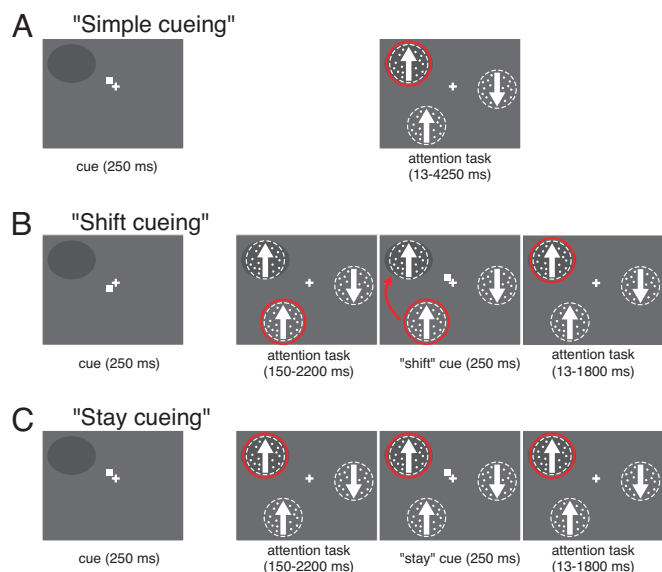 A "Simple cueing"
cue (250 ms)
attention task
(13-4250 ms)
B "Shift cueing"
cue (250 ms)
attention task
(150-2200 ms)
"shift" cue (250 ms)
attention task
(13-1800 ms)
C "Stay cueing"
cue (250 ms)
attention task
(150-2200 ms)
"stay" cue (250 ms)
attention task
(13-1800 ms)